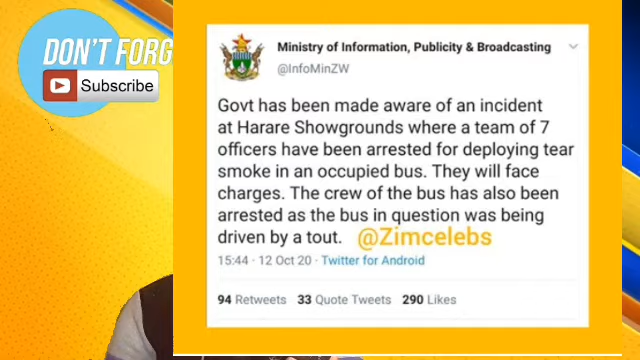 DON'T FORG
Subscribe
Ministry of Information, Publicity & Broadcasting
@InfoMinZW
Govt has been made aware of an incident
at Harare Showgrounds where a team of 7
officers have been arrested for deploying tear
smoke in an occupied bus. They will face
charges. The crew of the bus has also been
arrested as the bus in question was being
driven by a tout. @Zimcelebs
15:44 · 12 Oct 20 · Twitter for Android
94 Retweets 33 Quote Tweets 290 Likes